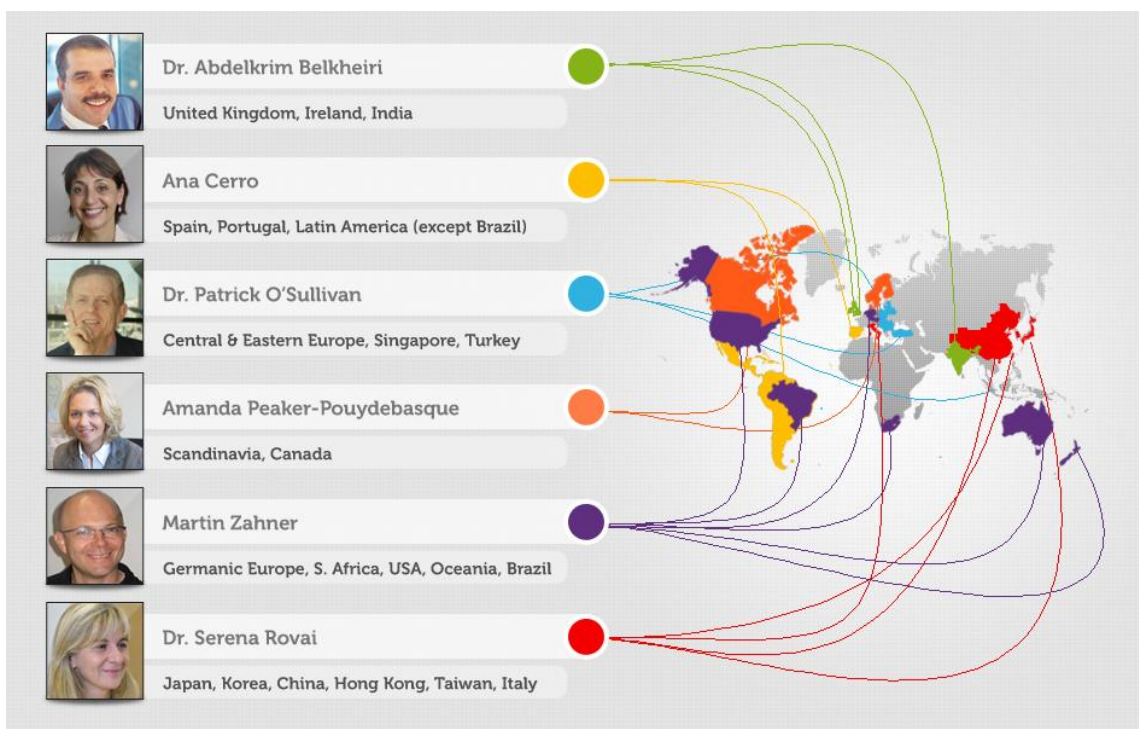 Dr. Abdelkrim Belkheiri
United Kingdom, Ireland, India
Ana Cerro
Spain, Portugal, Latin America (except Brazil)
Dr. Patrick O'Sullivan
Central & Eastern Europe, Singapore, Turkey
Amanda Peaker-Pouydebasque
Scandinavia, Canada
Martin Zahner
Germanic Europe, S. Africa, USA, Oceania, Brazil
Dr. Serena Rovai
Japan, Korea, China, Hong Kong, Taiwan, Italy